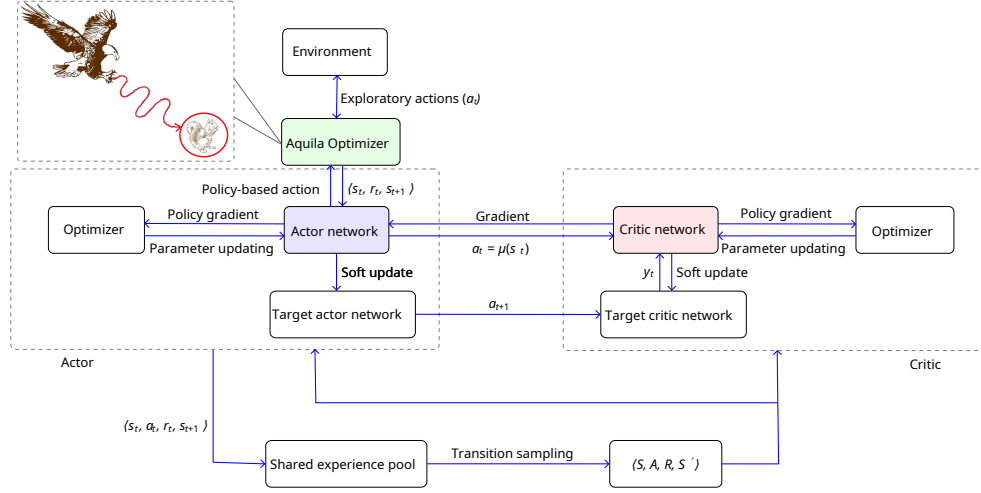 Environment
Exploratory actions (aₜ)
Aquila Optimizer
Policy-based action
(sₜ, rₜ, sₜ₊₁ )
Optimizer
Policy gradient
Parameter updating
Actor network
Gradient
aₜ = μ(s ₜ)
Critic network
Policy gradient
Parameter updating
Optimizer
Soft update
yₜ
Soft update
Target actor network
aₜ₊₁
Target critic network
Actor
Critic
(sₜ, aₜ, rₜ, sₜ₊₁ )
Shared experience pool
Transition sampling
(S, A, R, S ´)